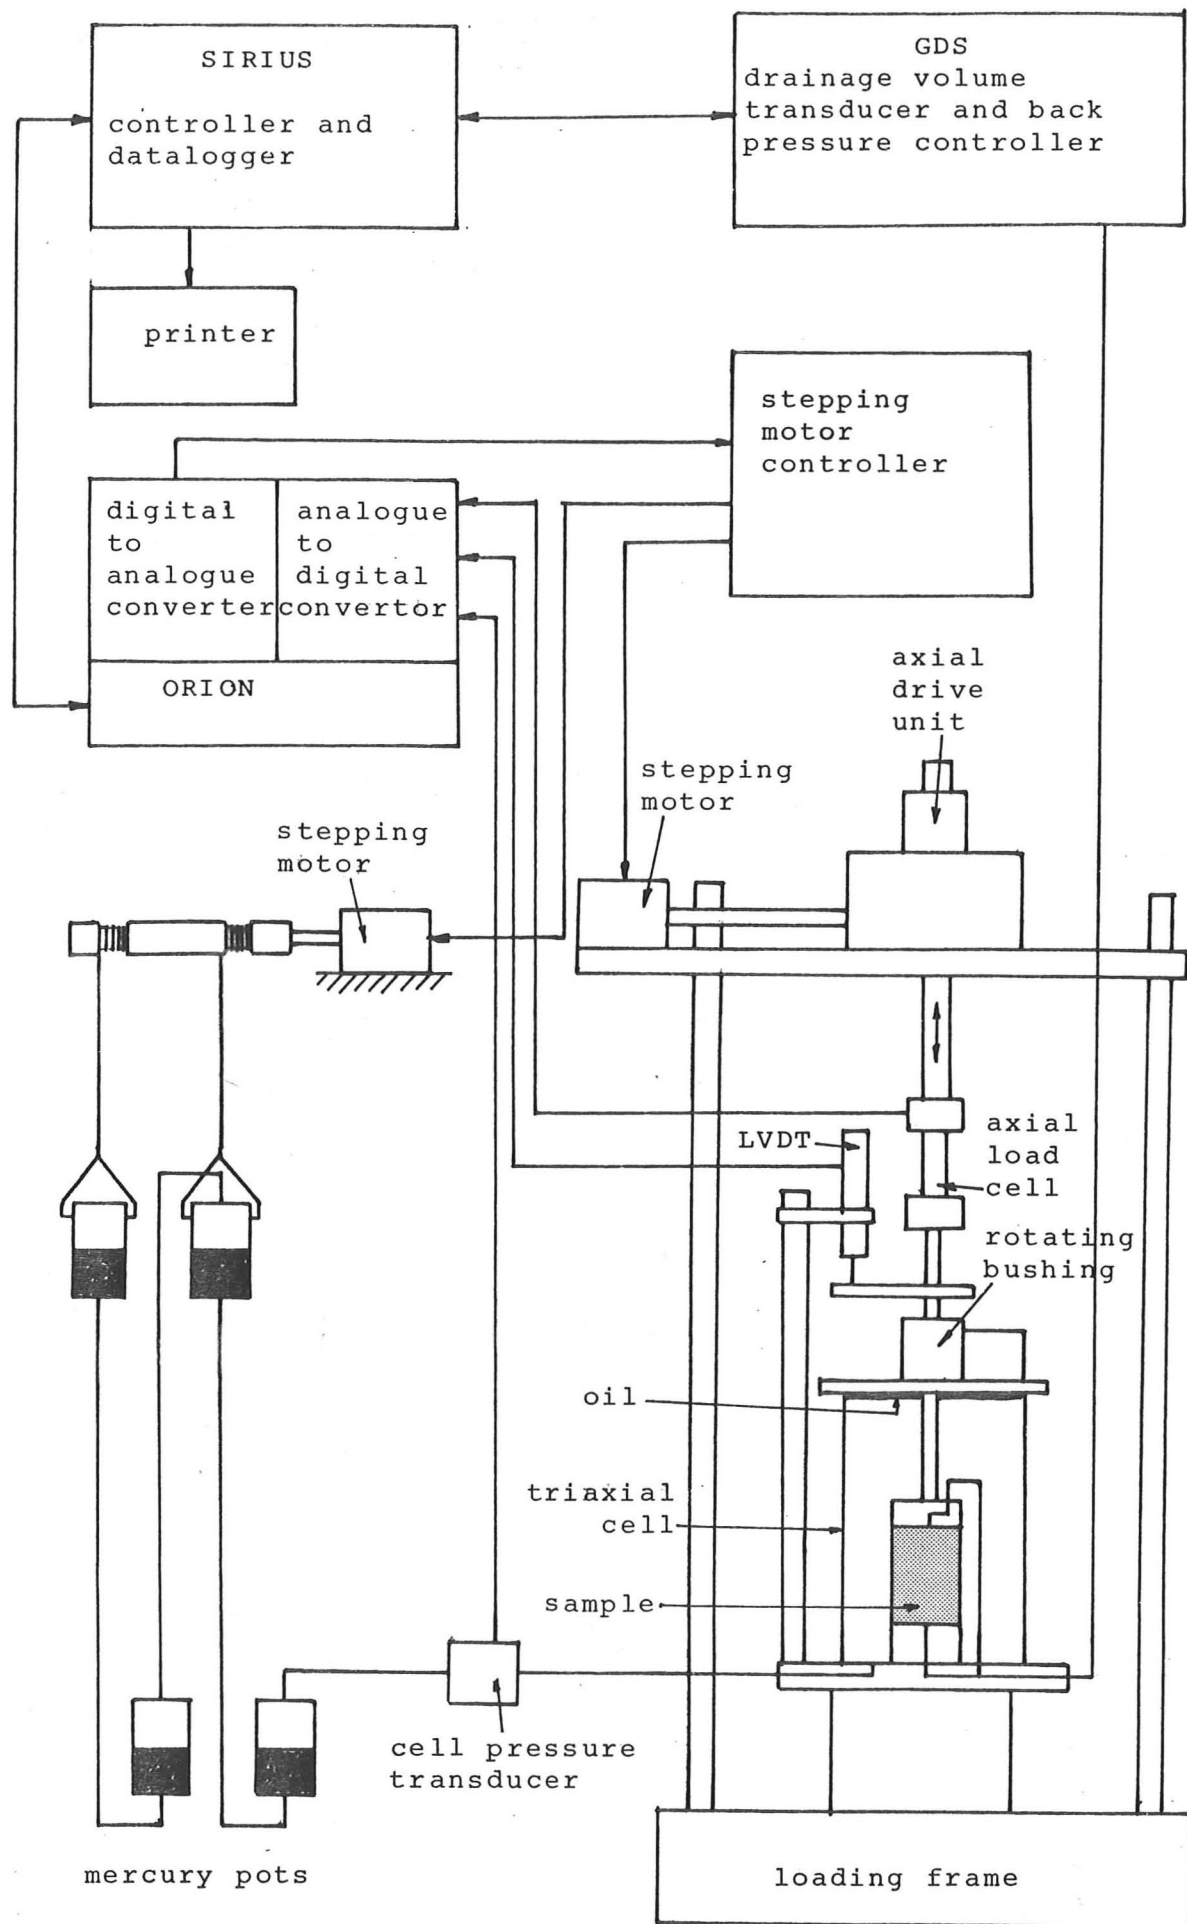 SIRIUS
controller and
datalogger
GDS
drainage volume
transducer and back
pressure controller
printer
stepping
motor
controller
digital
to
analogue
converter
analogue
to
digital
convertor
ORION
axial
drive
unit
stepping
motor
stepping
motor
LVDT
axial
load
cell
rotating
bushing
oil
triaxial
cell
sample
cell pressure
transducer
mercury pots
loading frame